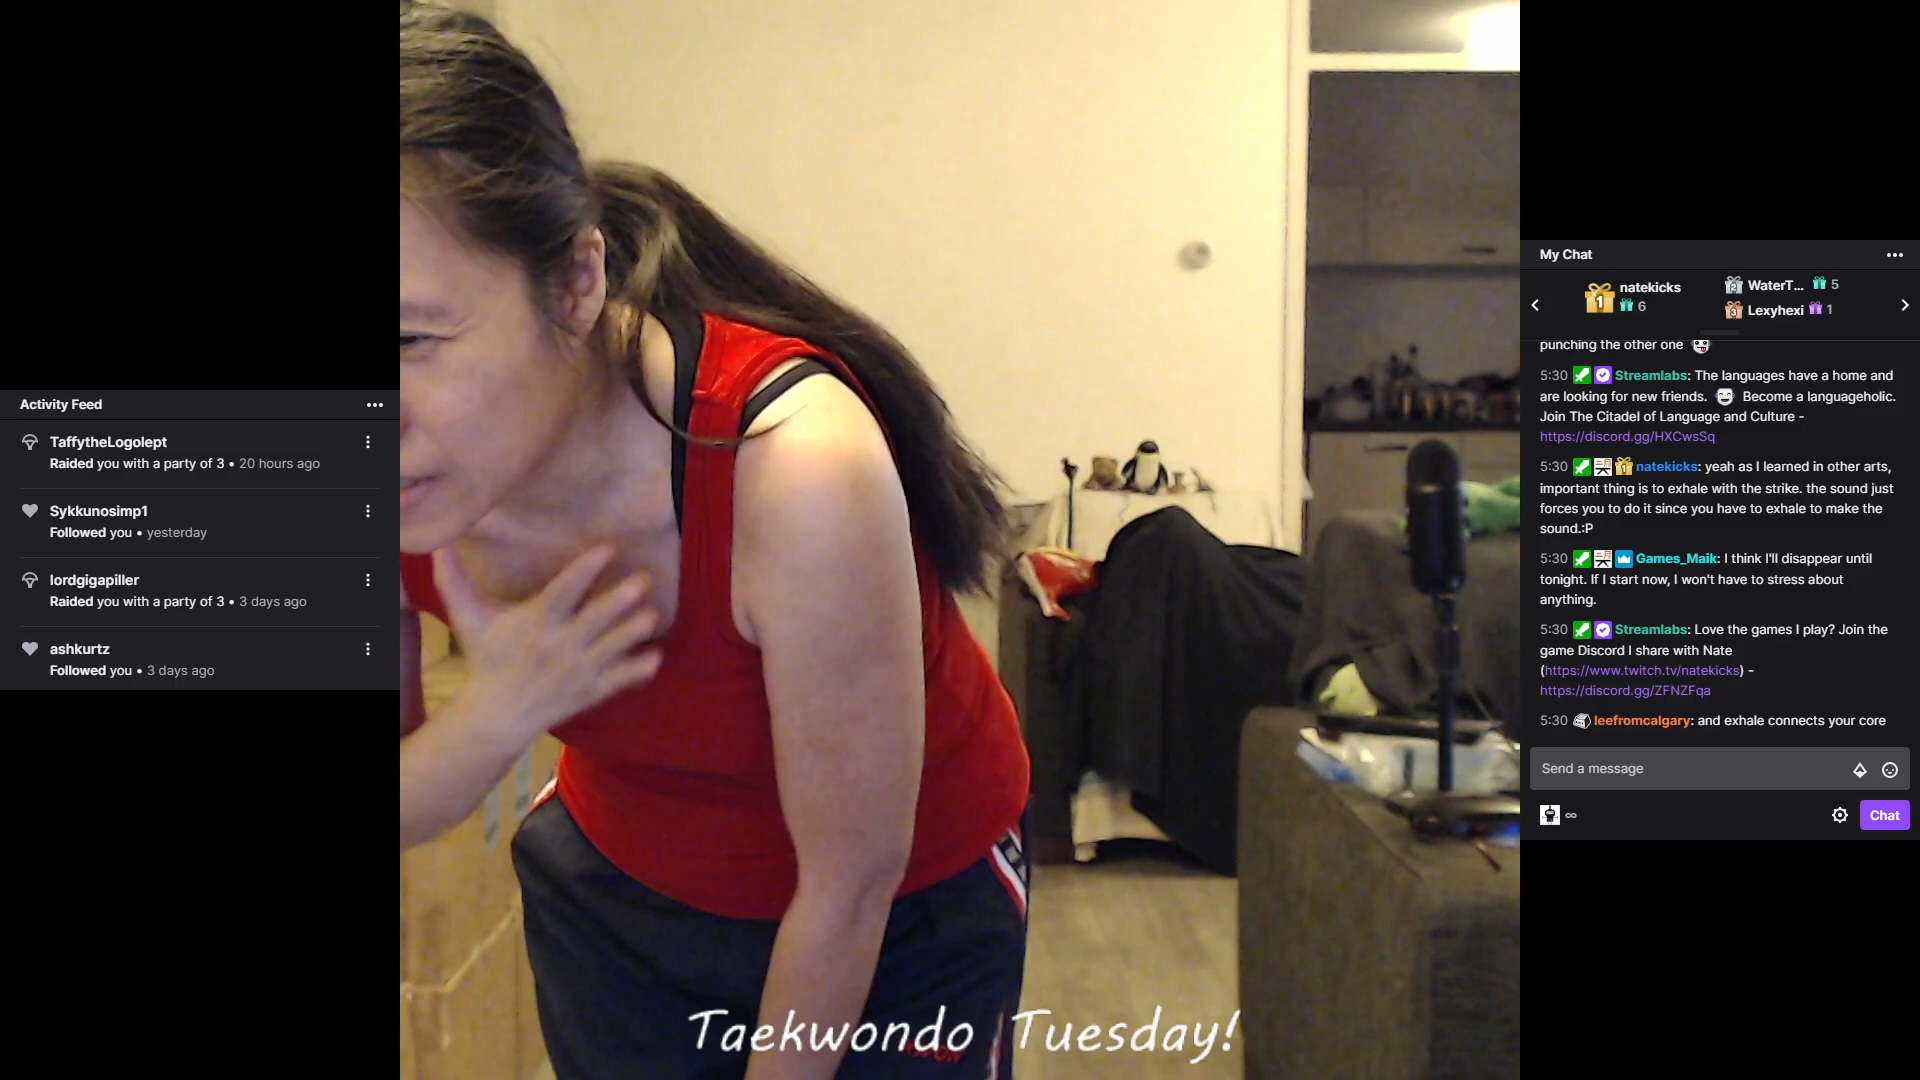 Activity Feed
TaffytheLogolept
Raided you with a party of 3 • 20 hours ago
Sykkunosimp1
Followed you • yesterday
lordgigapiller
Raided you with a party of 3 • 3 days ago
ashkurtz
Followed you • 3 days ago
Taekwondo Tuesday!
My Chat
1 natekicks
6
2 WaterT... 5
3 Lexyhexi 1
punching the other one
5:30 Streamlabs: The languages have a home and
are looking for new friends. Become a languageholic.
Join The Citadel of Language and Culture -
https://discord.gg/HXCwsSq
5:30 natekicks: yeah as I learned in other arts,
important thing is to exhale with the strike. the sound just
forces you to do it since you have to exhale to make the
sound.:P
5:30 Games_Maik: I think I'll disappear until
tonight. If I start now, I won't have to stress about
anything.
5:30 Streamlabs: Love the games I play? Join the
game Discord I share with Nate
(https://www.twitch.tv/natekicks) -
https://discord.gg/ZFNZFqa
5:30 leefromcalgary: and exhale connects your core
Send a message
Chat